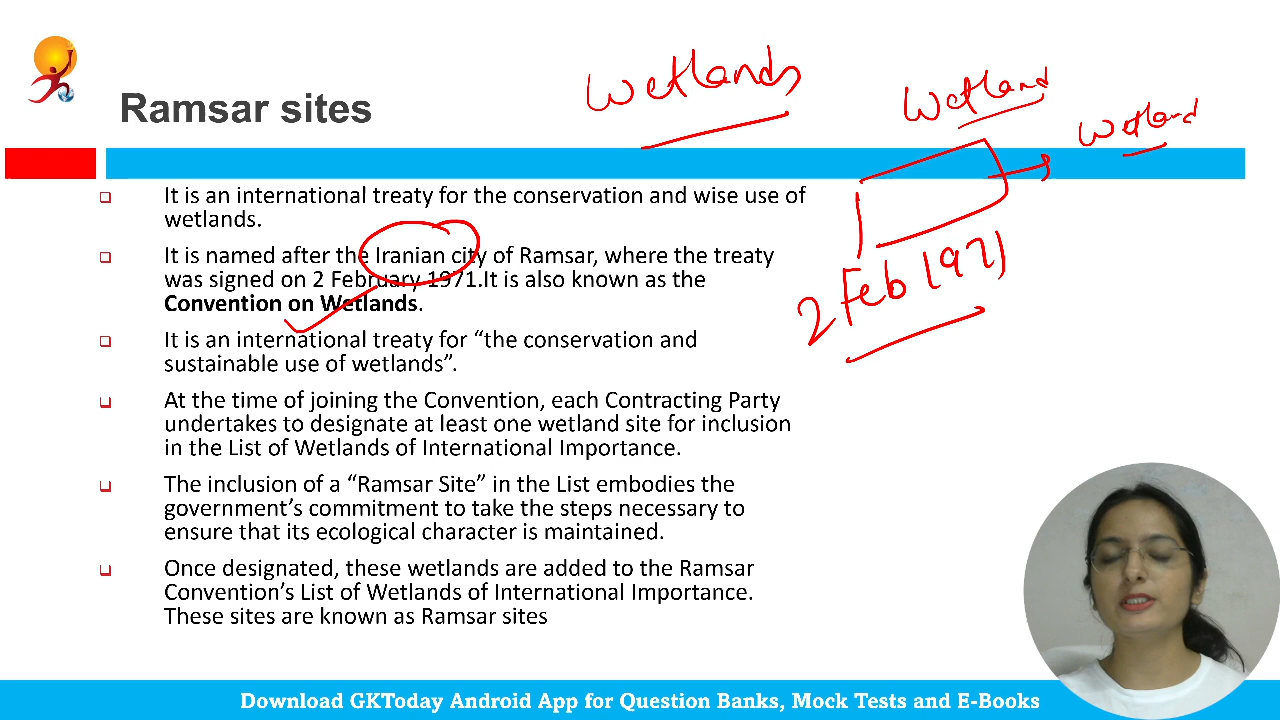 Wetlands
Wetland
Wetland
Ramsar sites
It is an international treaty for the conservation and wise use of
wetlands.
It is named after the Iranian city of Ramsar, where the treaty
was signed on 2 February 1971.It is also known as the
Convention on Wetlands.
2 Feb 1971
It is an international treaty for “the conservation and
sustainable use of wetlands”.
At the time of joining the Convention, each Contracting Party
undertakes to designate at least one wetland site for inclusion
in the List of Wetlands of International Importance.
The inclusion of a “Ramsar Site” in the List embodies the
government’s commitment to take the steps necessary to
ensure that its ecological character is maintained.
Once designated, these wetlands are added to the Ramsar
Convention’s List of Wetlands of International Importance.
These sites are known as Ramsar sites
Download GKToday Android App for Question Banks, Mock Tests and E-Books